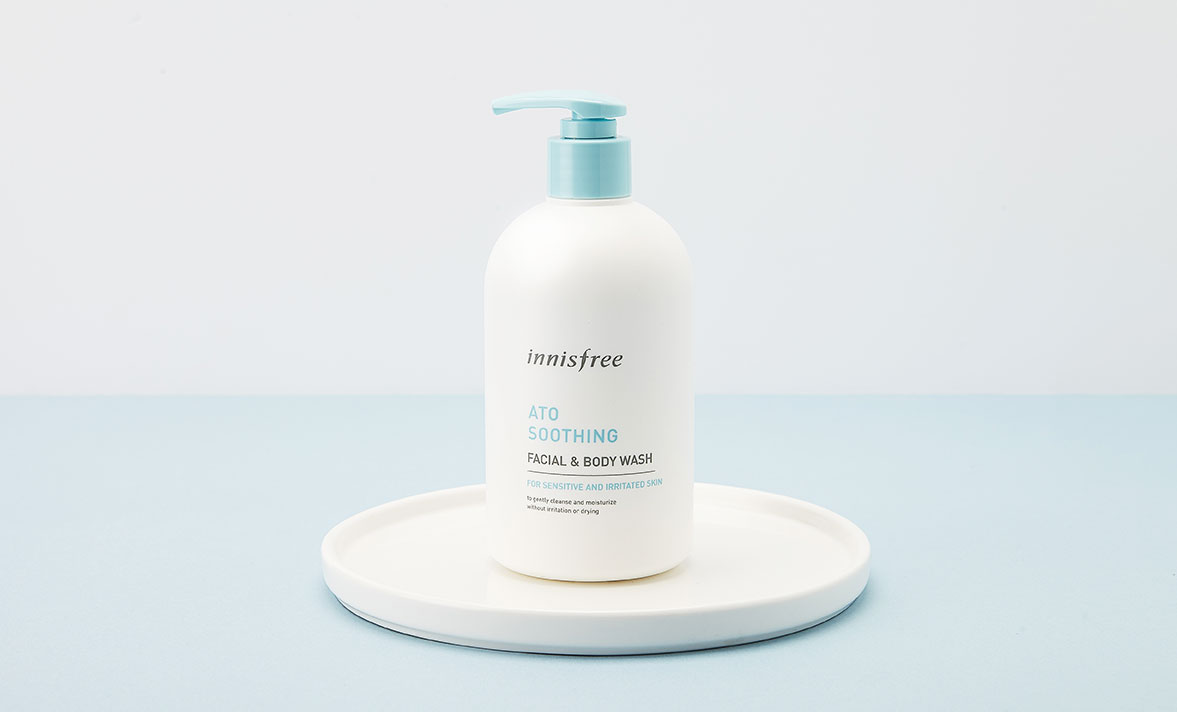 innisfree
ATO
SOOTHING
FACIAL & BODY WASH
FOR SENSITIVE AND IRRITATED SKIN
to gently cleanse and moisturize
without irritation or drying